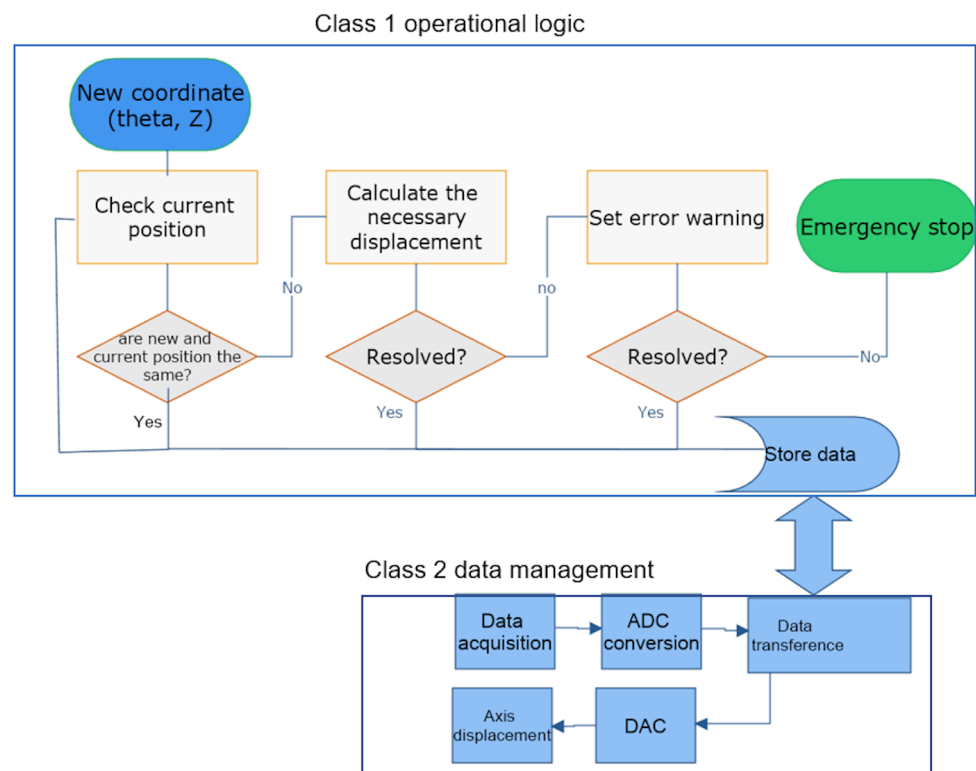 Class 1 operational logic
New coordinate
(theta, Z)
Check current
position
Calculate the
necessary
displacement
Set error warning
Emergency stop
No
no
are new and
current position the
same?
Resolved?
Resolved?
No
Yes
Yes
Yes
Store data
Class 2 data management
Data
acquisition
ADC
conversion
Data
transference
Axis
displacement
DAC